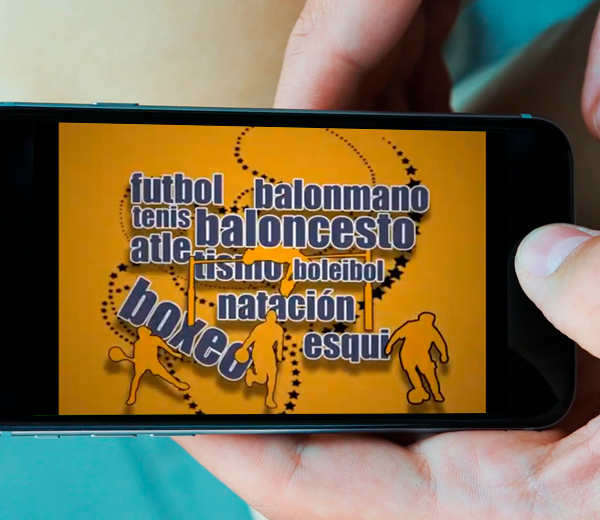 futbol balonmano
tenis baloncesto
atletismo boleibol
natación
boxeo
esqui